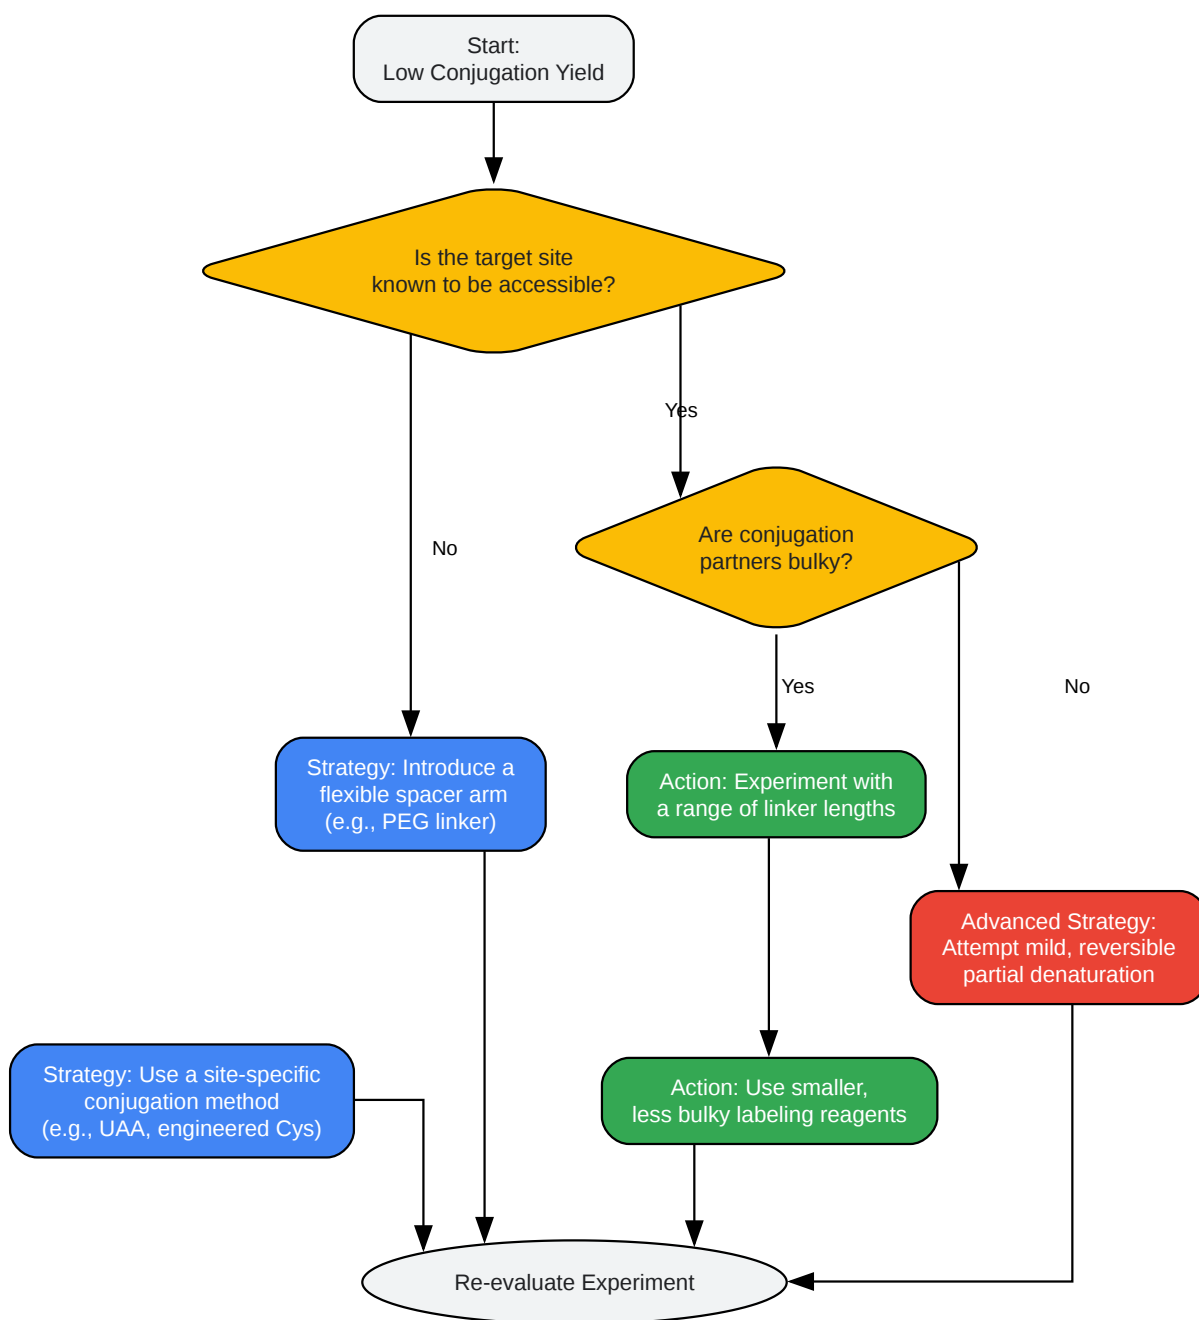 Start:
Low Conjugation Yield
Is the target site
known to be accessible?
Yes
Are conjugation
partners bulky?
No
Yes
No
Strategy: Introduce a
flexible spacer arm
(e.g., PEG linker)
Action: Experiment with
a range of linker lengths
Advanced Strategy:
Attempt mild, reversible
partial denaturation
Strategy: Use a site-specific
conjugation method
(e.g., UAA, engineered Cys)
Action: Use smaller,
less bulky labeling reagents
Re-evaluate Experiment